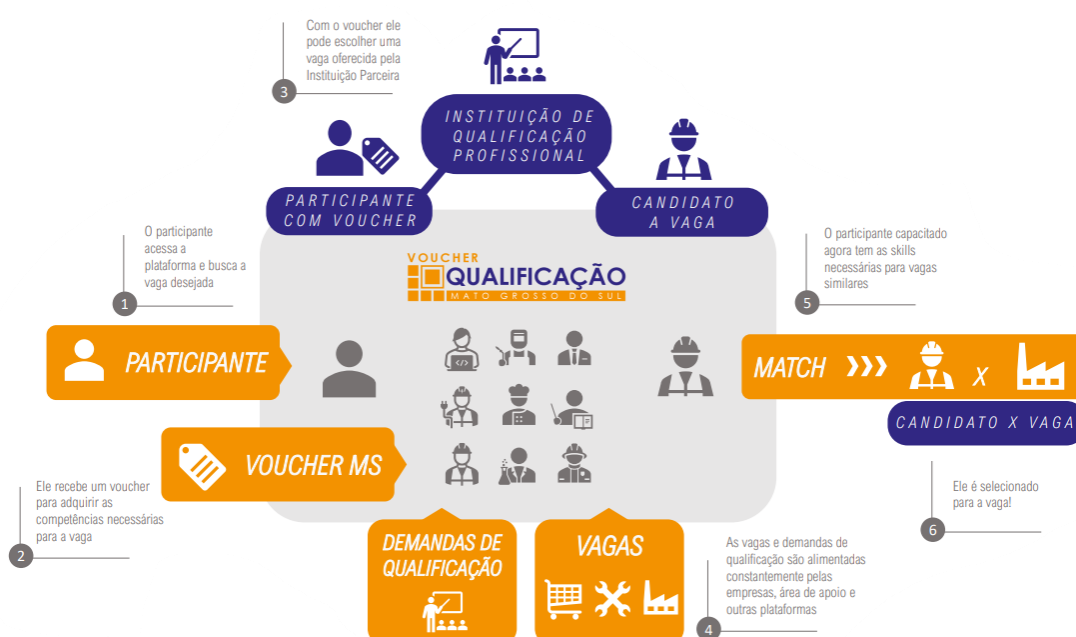 Com o voucher ele
pode escolher uma
vaga oferecida pela
Instituição Parceira
3
INSTITUIÇÃO DE
QUALIFICAÇÃO
PROFISSIONAL
PARTICIPANTE
COM VOUCHER
CANDIDATO
A VAGA
O participante
acessa a
plataforma e busca a
vaga desejada
1
VOUCHER
QUALIFICAÇÃO
MATO GROSSO DO SUL
O participante capacitado
agora tem as skills
necessárias para vagas
similares
5
PARTICIPANTE
MATCH
X
CANDIDATO X VAGA
VOUCHER MS
Ele recebe um voucher
para adquirir as
competências necessárias
para a vaga
2
Ele é selecionado
para a vaga!
6
DEMANDAS DE
QUALIFICAÇÃO
VAGAS
As vagas e demandas de
qualificação são alimentadas
constantemente pelas
empresas, área de apoio e
outras plataformas
4